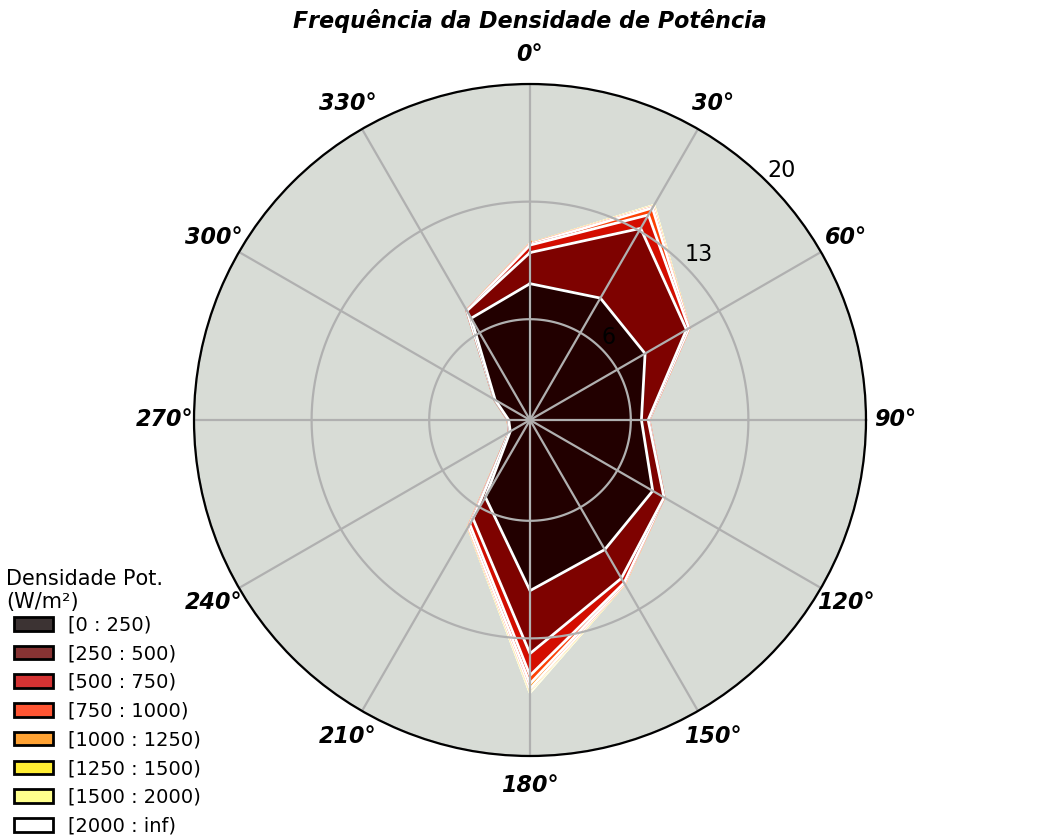 Frequência da Densidade de Potência
0°
330°
30°
20
300°
60°
13
6
270°
90°
240°
120°
210°
150°
180°
Densidade Pot.
(W/m²)
[0 : 250)
[250 : 500)
[500 : 750)
[750 : 1000)
[1000 : 1250)
[1250 : 1500)
[1500 : 2000)
[2000 : inf)